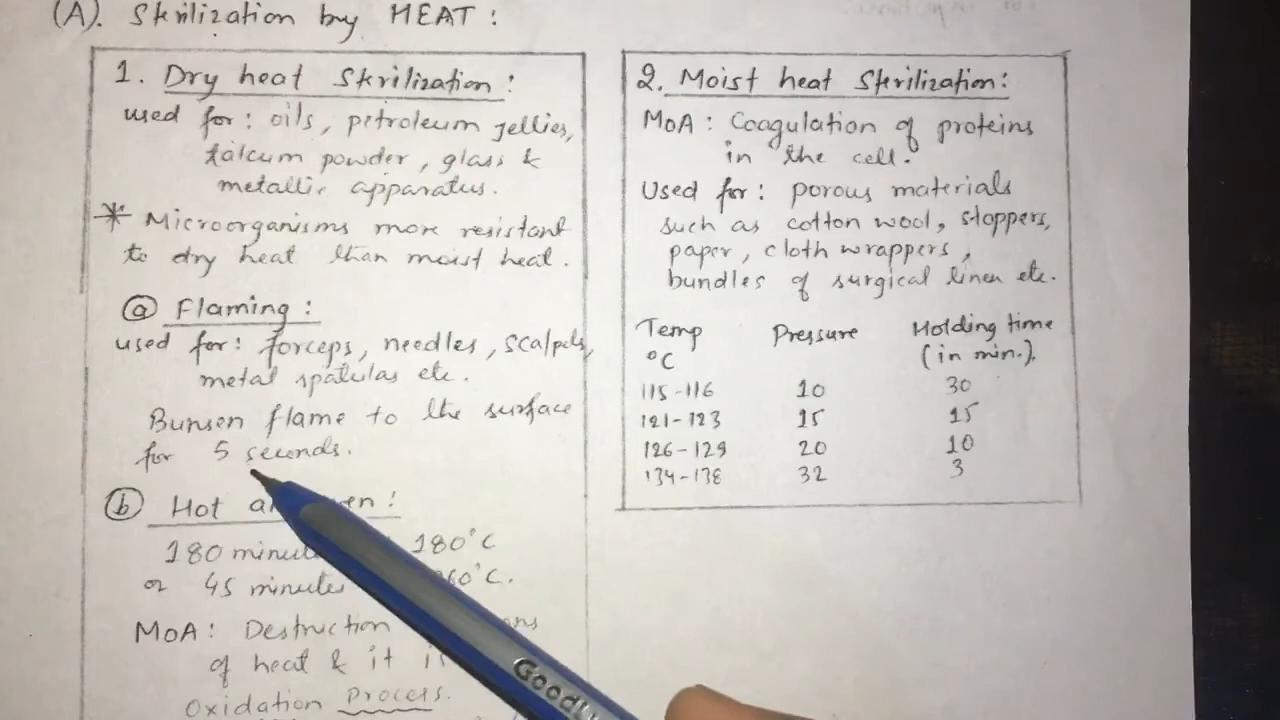 (A). Sterilization by HEAT :
1. Dry heat Sterilization :
used for : oils, petroleum jellies,
talcum powder, glass &
metallic apparatus.
* Microorganisms more resistant
to dry heat than moist heat.
(a) Flaming :
used for : forceps, needles, scalpels,
metal spatulas etc.
Bunsen flame to the surface
for 5 seconds.
(b) Hot
180 180°C
or 45 minutes
MoA : Destruction
of heat & it
Oxidation Process.
2. Moist heat Sterilization :
MoA : Coagulation of proteins
in the cell.
Used for : porous materials
such as cotton wool, stoppers,
paper, cloth wrappers,
bundles of surgical linen etc.
Temp Pressure Holding time
°C (in min.).
115-116 10 30
121-123 15 15
126-129 20 10
134-138 32 3